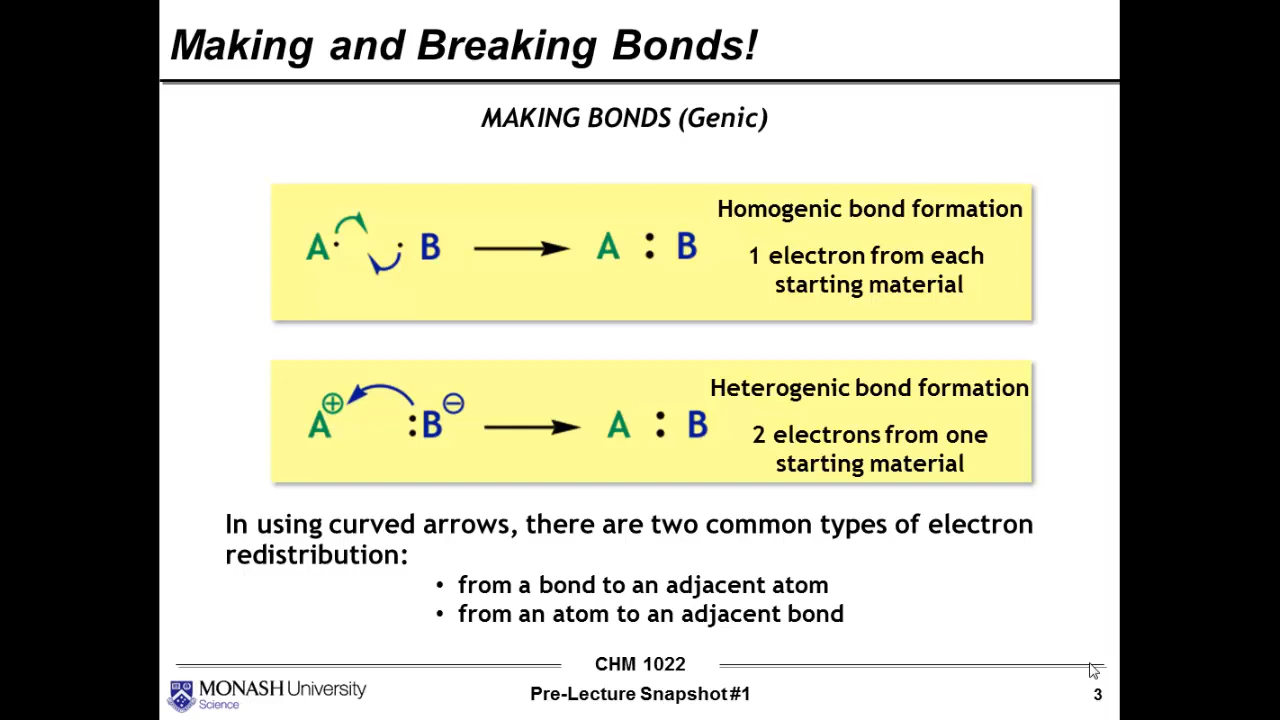 Making and Breaking Bonds!
MAKING BONDS (Genic)
Homogenic bond formation
A· ·B A : B
1 electron from each
starting material
Heterogenic bond formation
A⊕ :B⊖ A : B
2 electrons from one
starting material
In using curved arrows, there are two common types of electron
redistribution:
• from a bond to an adjacent atom
• from an atom to an adjacent bond
CHM 1022
MONASH University
Science
Pre-Lecture Snapshot #1
3